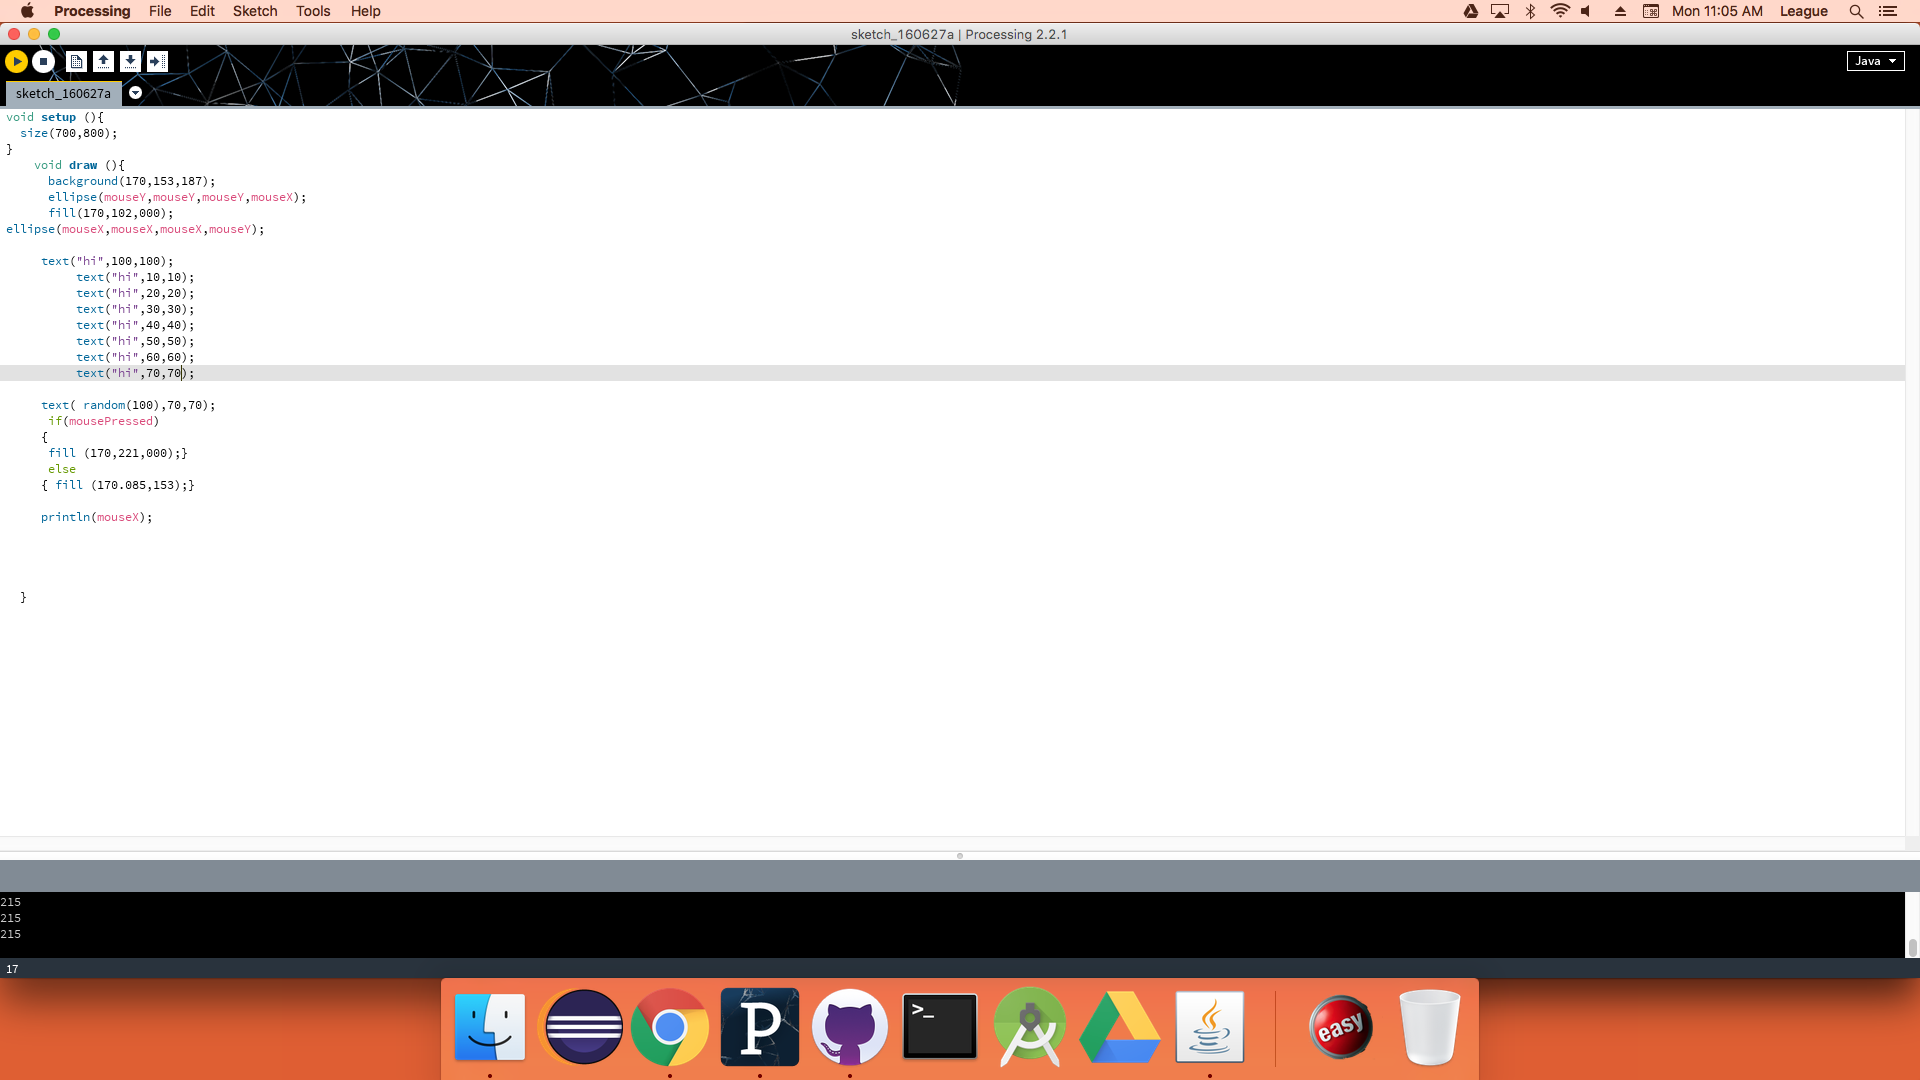 Processing File Edit Sketch Tools Help Mon 11:05 AM League
sketch_160627a | Processing 2.2.1
Java
sketch_160627a
void setup (){
size(700,800);
}
void draw (){
background(170,153,187);
ellipse(mouseY,mouseY,mouseY,mouseX);
fill(170,102,000);
ellipse(mouseX,mouseX,mouseX,mouseY);
text("hi",100,100);
text("hi",10,10);
text("hi",20,20);
text("hi",30,30);
text("hi",40,40);
text("hi",50,50);
text("hi",60,60);
text("hi",70,70);
text( random(100),70,70);
if(mousePressed)
{
fill (170,221,000);}
else
{ fill (170.085,153);}
println(mouseX);
}
215
215
215
17
P
>_
easy